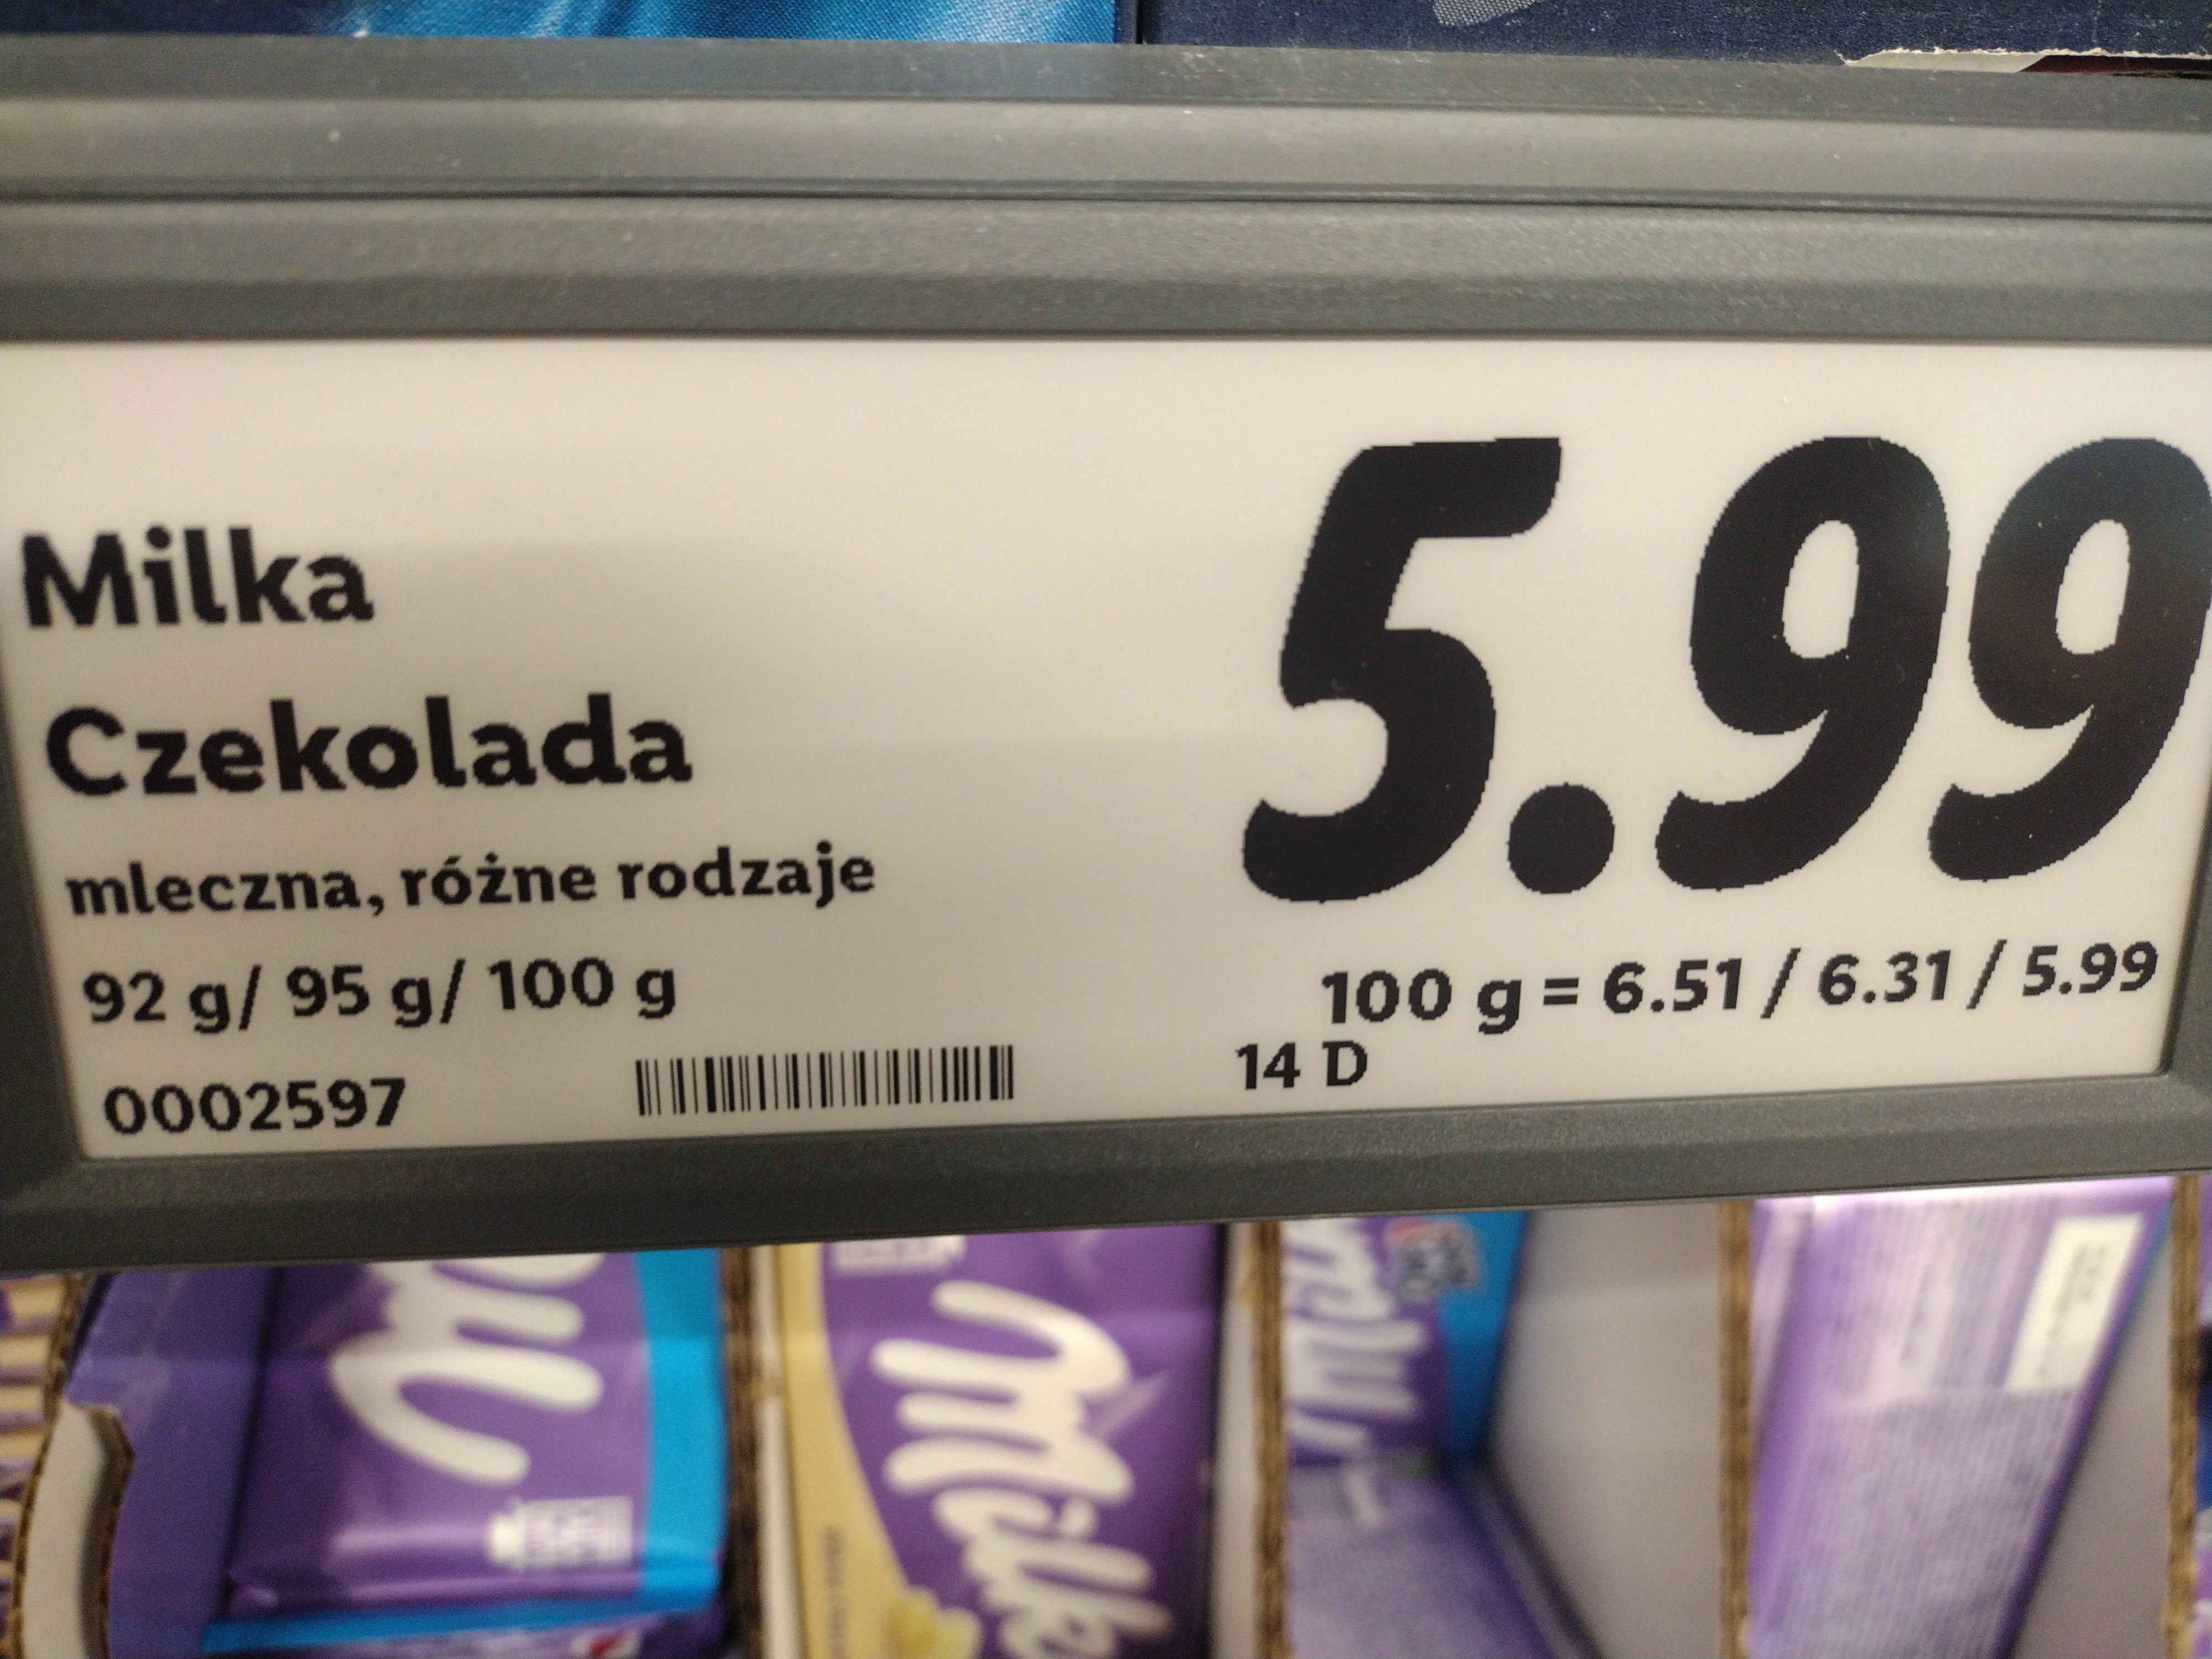 Milka
Czekolada
mleczna, różne rodzaje
92 g/ 95 g/ 100 g
0002597
5.99
100 g = 6.51 / 6.31 / 5.99
14 D
Milka